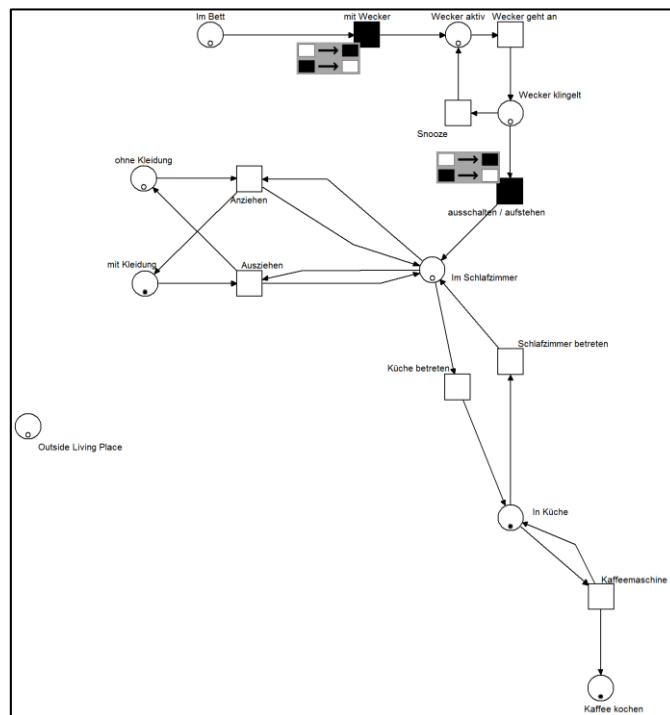 Im Bett
mit Wecker
Wecker aktiv
Wecker geht an
Wecker klingelt
Snooze
ohne Kleidung
Anziehen
ausschalten / aufstehen
mit Kleidung
Ausziehen
Im Schlafzimmer
Schlafzimmer betreten
Küche betreten
Outside Living Place
In Küche
Kaffeemaschine
Kaffee kochen